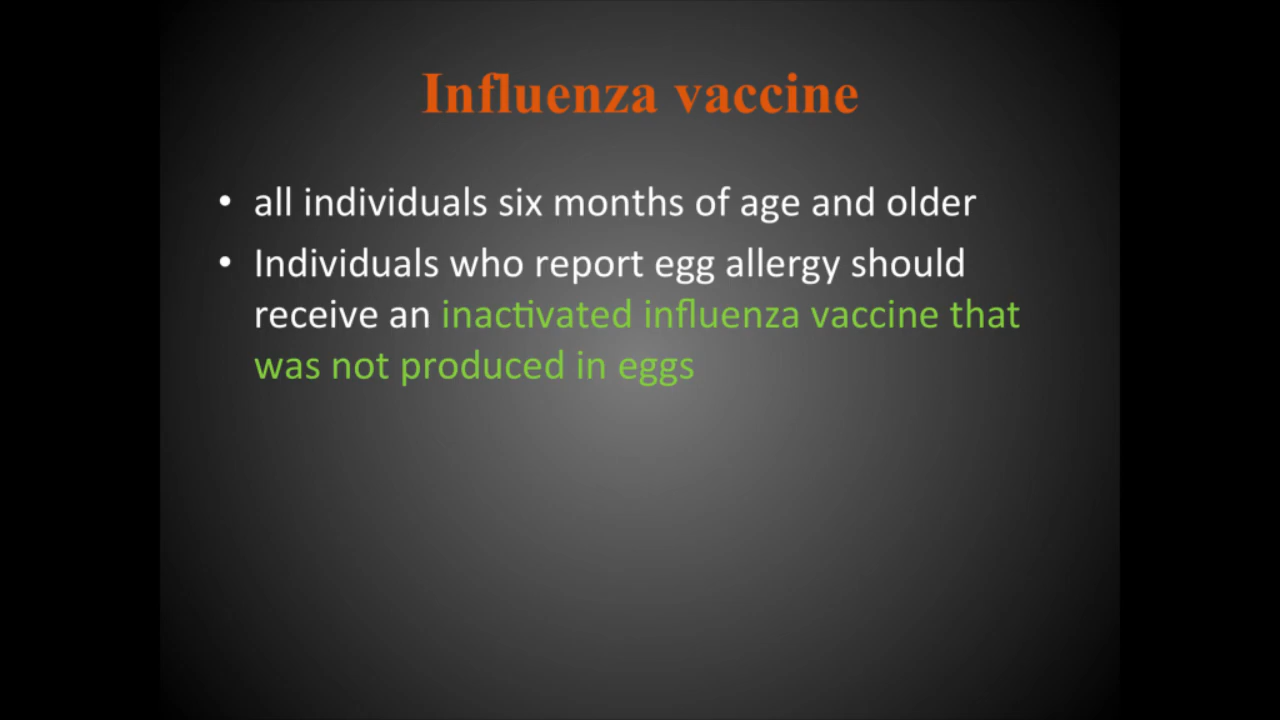 Influenza vaccine
• all individuals six months of age and older
• Individuals who report egg allergy should
receive an inactivated influenza vaccine that
was not produced in eggs